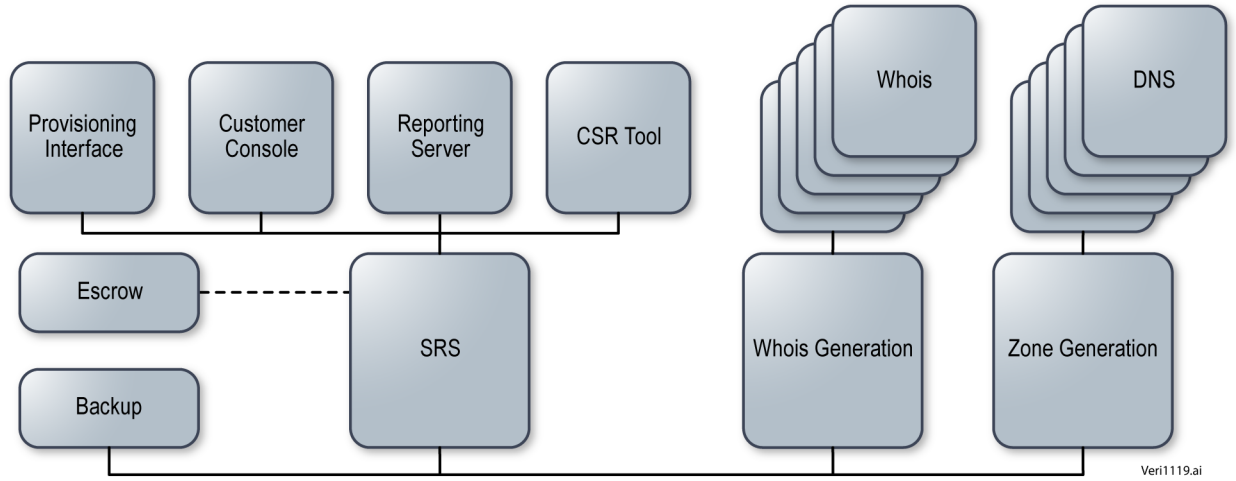 Provisioning
Interface
Customer
Console
Reporting
Server
CSR Tool
Whois
DNS
Escrow
SRS
Whois Generation
Zone Generation
Backup
Veri1119.ai